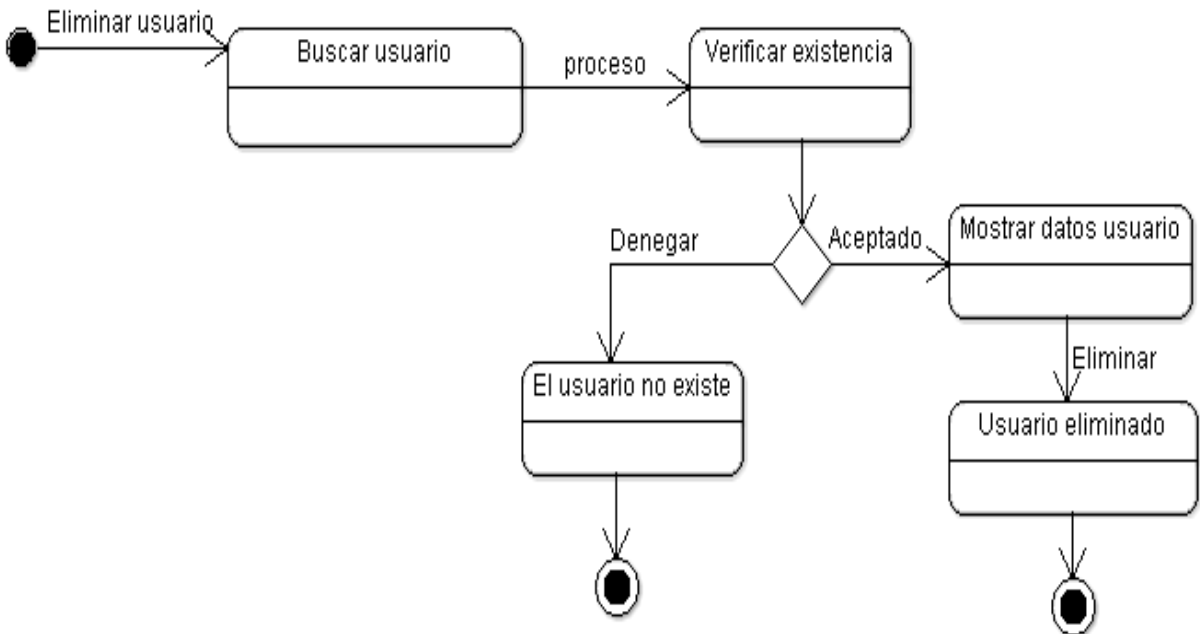 Eliminar usuario
Buscar usuario
proceso
Verificar existencia
Denegar
Aceptado
Mostrar datos usuario
El usuario no existe
Eliminar
Usuario eliminado